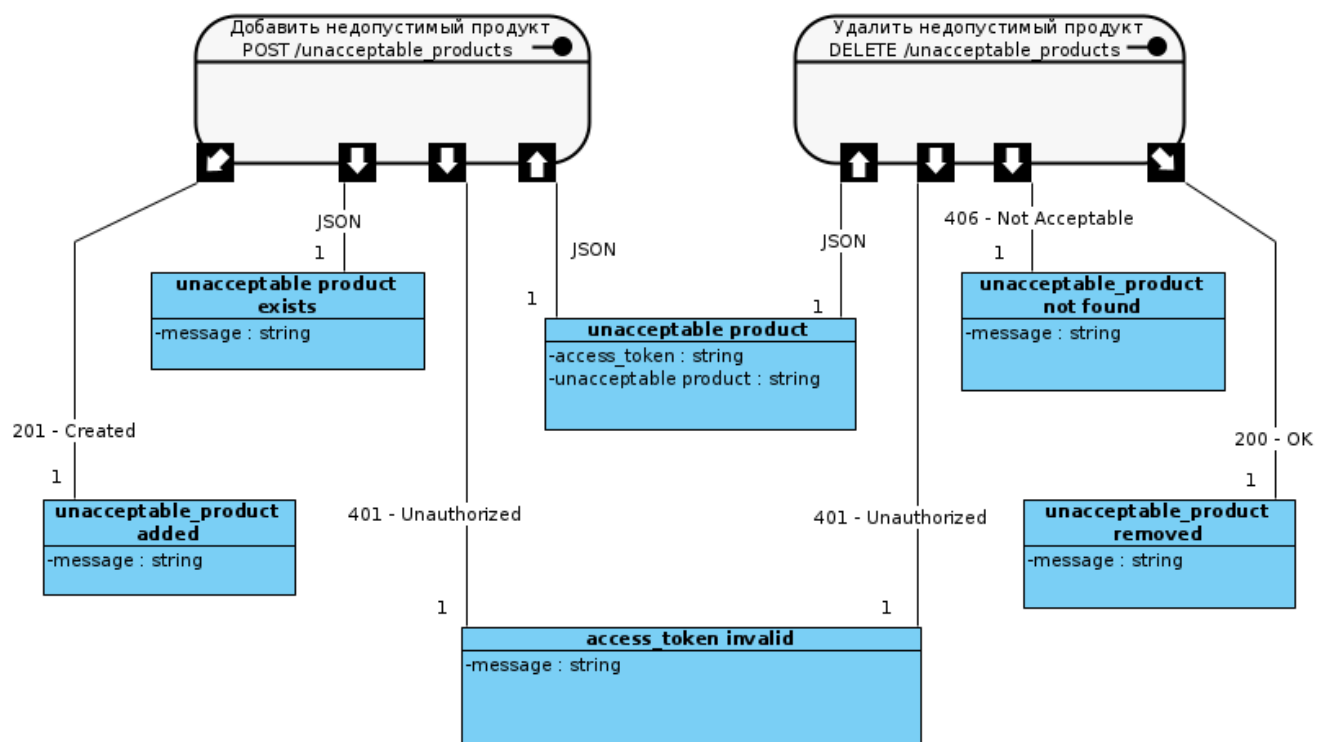 Добавить недопустимый продукт
POST /unacceptable_products
Удалить недопустимый продукт
DELETE /unacceptable_products
JSON
1
JSON
1
JSON
1
406 - Not Acceptable
1
unacceptable product
exists
-message : string
unacceptable product
-access_token : string
-unacceptable product : string
unacceptable_product
not found
-message : string
201 - Created
1
200 - OK
1
unacceptable_product
added
-message : string
401 - Unauthorized
1
401 - Unauthorized
1
unacceptable_product
removed
-message : string
access_token invalid
-message : string